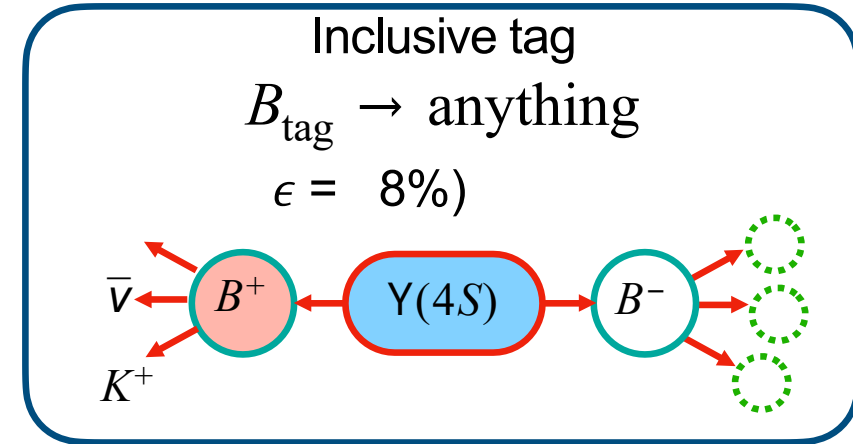 Inclusive tag
B_tag → anything
ϵ = 8%)
ν̅ B⁺ Υ(4S) B⁻
K⁺